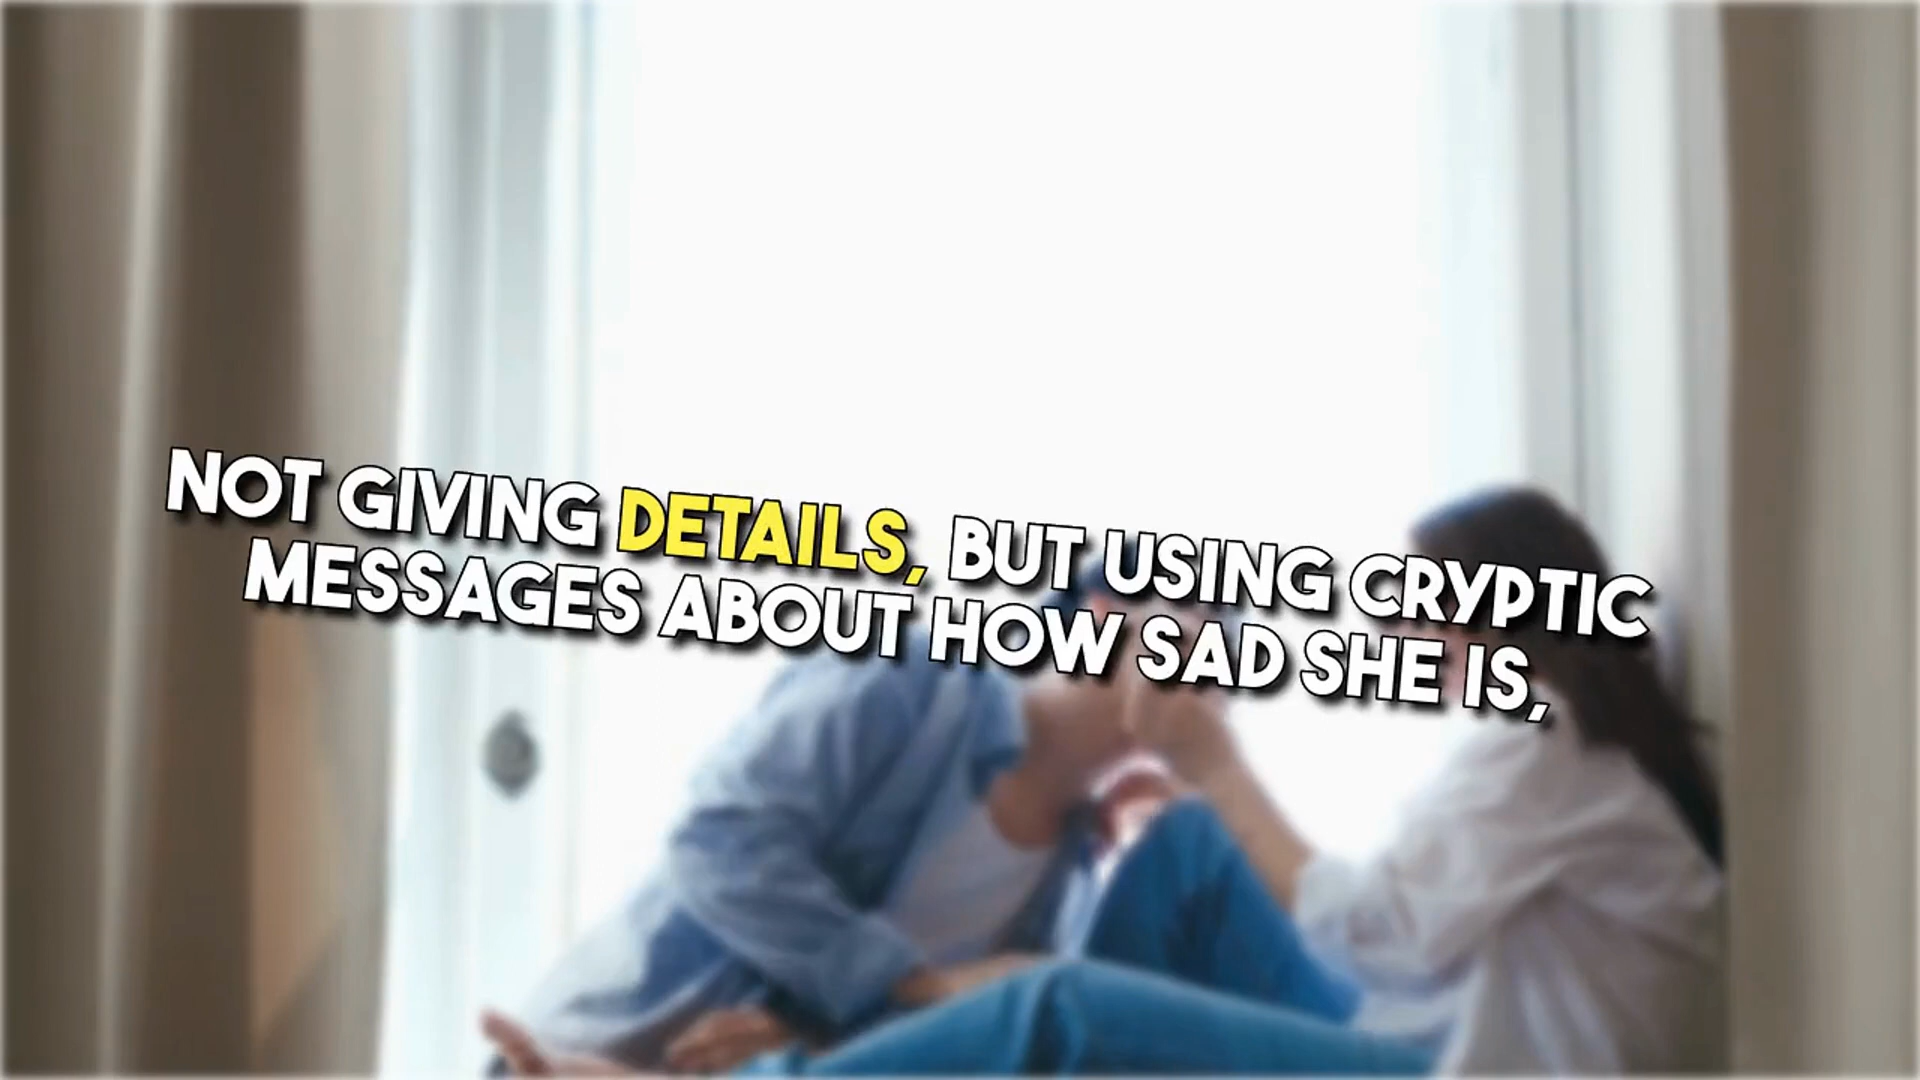 NOT GIVING DETAILS, BUT USING CRYPTIC
MESSAGES ABOUT HOW SAD SHE IS,